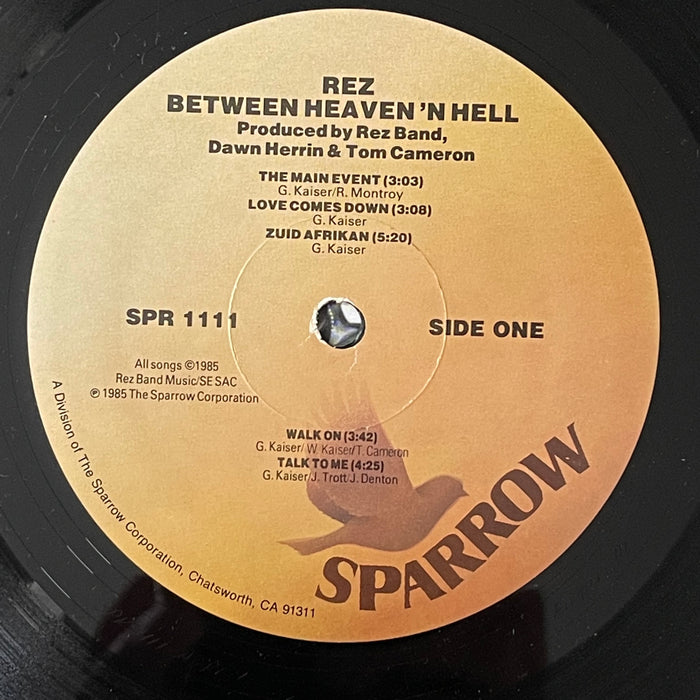 REZ
BETWEEN HEAVEN 'N HELL
Produced by Rez Band,
Dawn Herrin & Tom Cameron
THE MAIN EVENT (3:03)
G. Kaiser/R. Montroy
LOVE COMES DOWN (3:08)
G. Kaiser
ZUID AFRIKAN (5:20)
G. Kaiser
SPR 1111
SIDE ONE
All songs ©1985
Rez Band Music/SESAC
℗ 1985 The Sparrow Corporation
WALK ON (3:42)
G. Kaiser/W. Kaiser/T. Cameron
TALK TO ME (4:25)
G. Kaiser/J. Trott/J. Denton
SPARROW
A Division of The Sparrow Corporation, Chatsworth, CA 91311